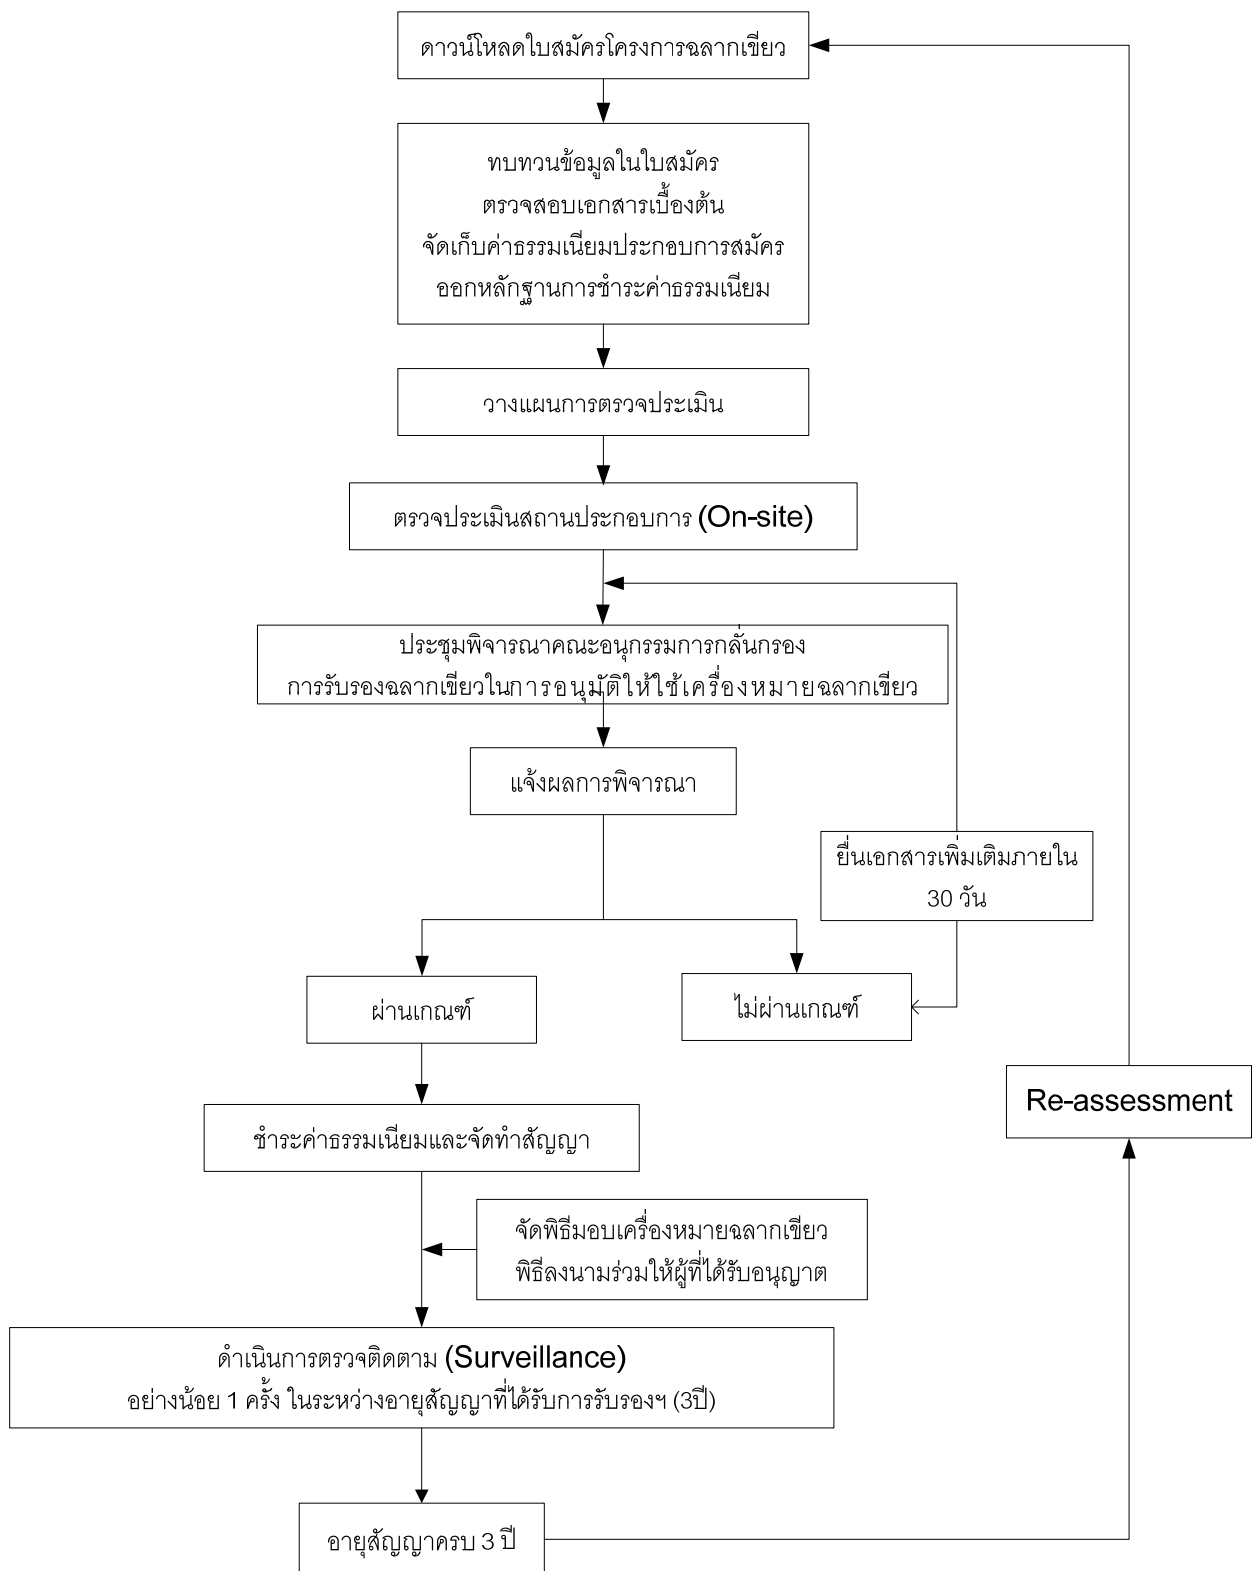 ดาวน์โหลดใบสมัครโครงการฉลากเขียว
ทบทวนข้อมูลในใบสมัคร
ตรวจสอบเอกสารเบื้องต้น
จัดเก็บค่าธรรมเนียมประกอบการสมัคร
ออกหลักฐานการชำระค่าธรรมเนียม
วางแผนการตรวจประเมิน
ตรวจประเมินสถานประกอบการ (On-site)
ประชุมพิจารณาคณะอนุกรรมการกลั่นกรอง
การรับรองฉลากเขียวในการอนุมัติให้ใช้เครื่องหมายฉลากเขียว
แจ้งผลการพิจารณา
ยื่นเอกสารเพิ่มเติมภายใน
30 วัน
ผ่านเกณฑ์
ไม่ผ่านเกณฑ์
Re-assessment
ชำระค่าธรรมเนียมและจัดทำสัญญา
จัดพิธีมอบเครื่องหมายฉลากเขียว
พิธีลงนามร่วมให้ผู้ที่ได้รับอนุญาต
ดำเนินการตรวจติดตาม (Surveillance)
อย่างน้อย 1 ครั้ง ในระหว่างอายุสัญญาที่ได้รับการรับรองฯ (3ปี)
อายุสัญญาครบ 3 ปี